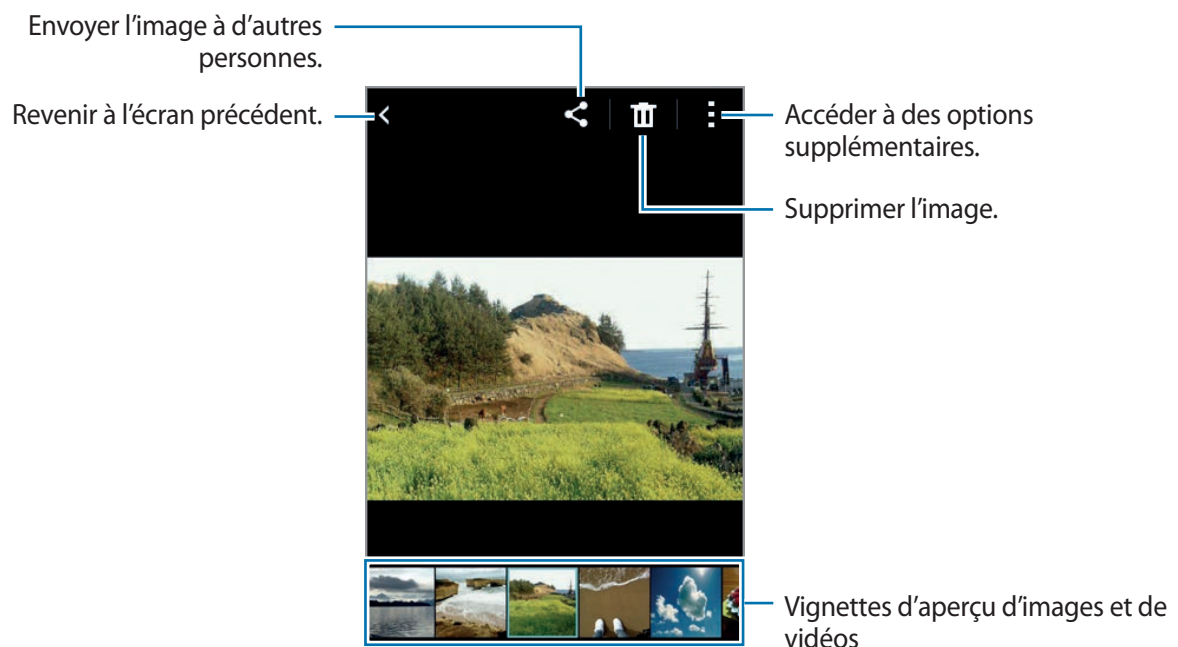 Envoyer l’image à d’autres
personnes.
Revenir à l’écran précédent.
Accéder à des options
supplémentaires.
Supprimer l’image.
Vignettes d’aperçu d’images et de
vidéos